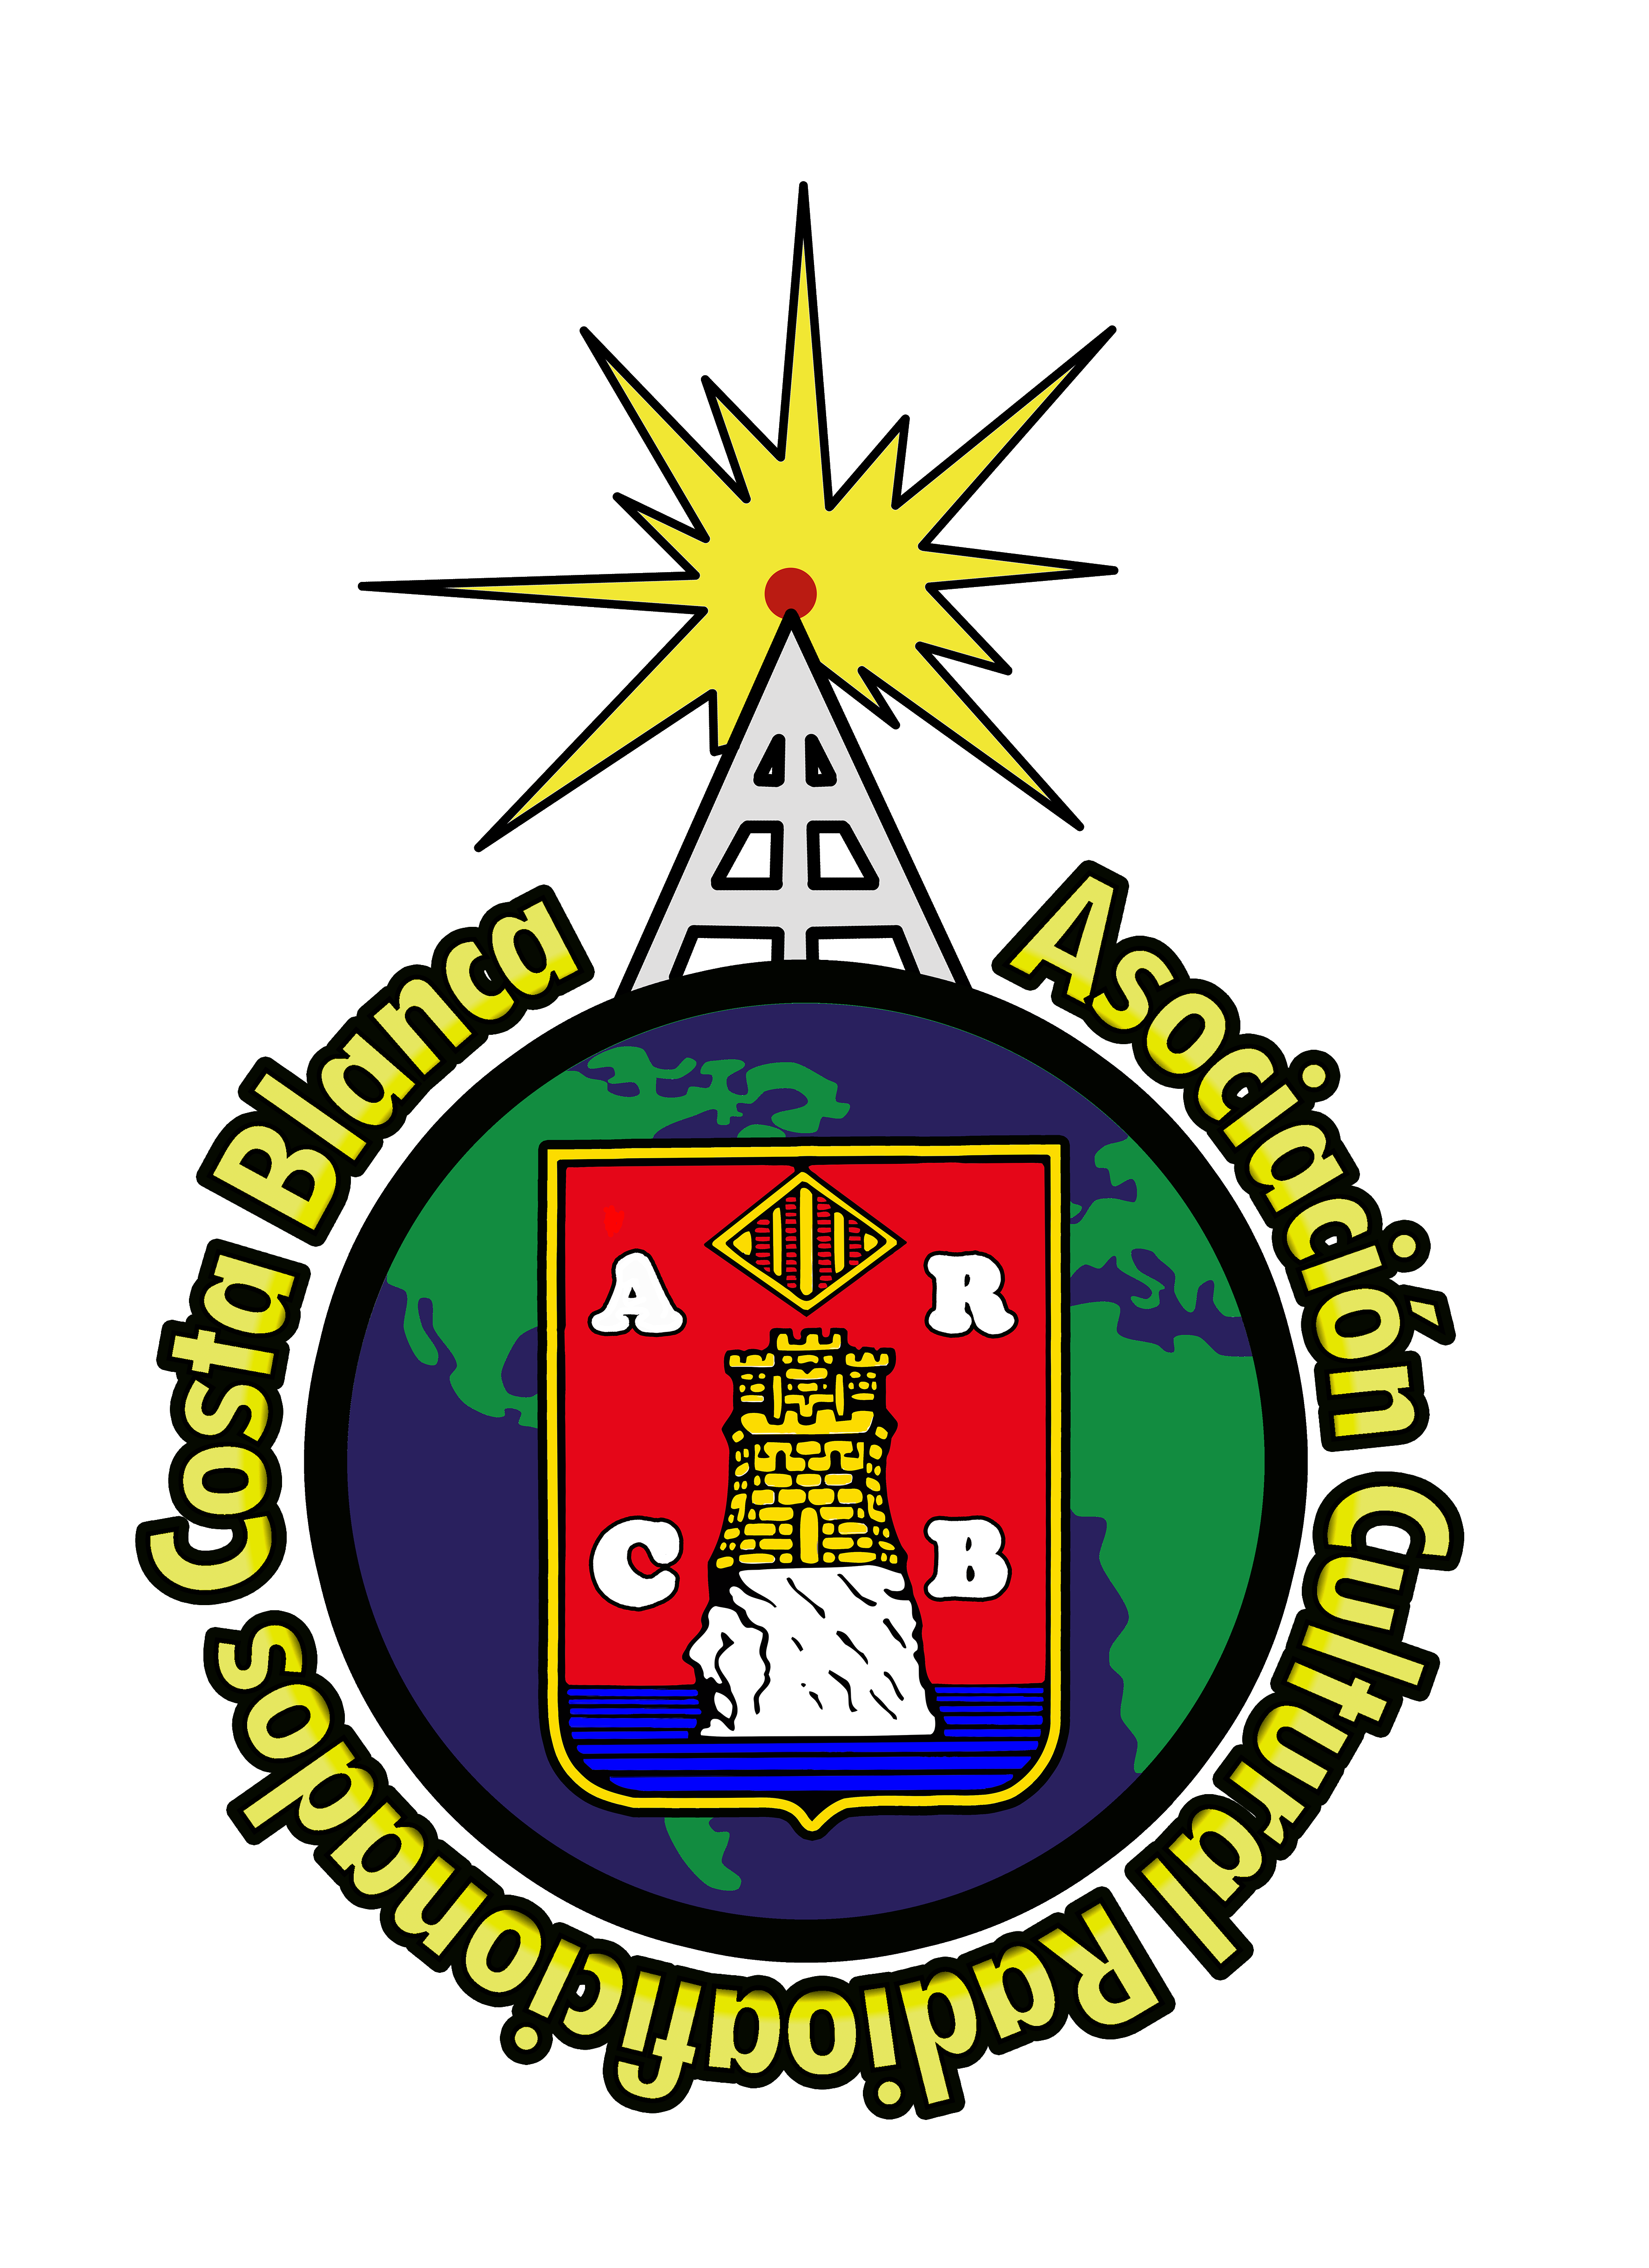 Asociación Cultural Radioaficionados Costa Blanca
A R
C B